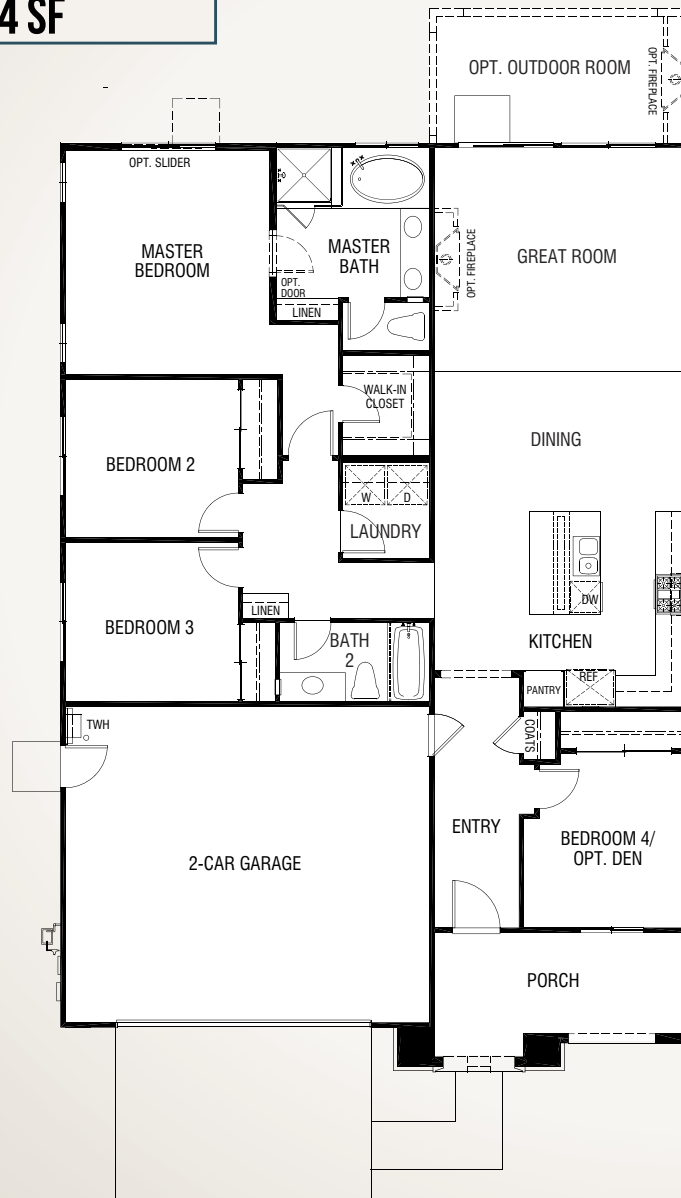 4 SF
OPT. OUTDOOR ROOM
OPT. FIREPLACE
OPT. SLIDER
MASTER
BEDROOM
MASTER
BATH
OPT.
DOOR
LINEN
OPT. FIREPLACE
GREAT ROOM
WALK-IN
CLOSET
DINING
BEDROOM 2
W
D
LAUNDRY
DW
LINEN
BEDROOM 3
BATH
2
KITCHEN
REF
PANTRY
TWH
COATS
ENTRY
BEDROOM 4/
OPT. DEN
2-CAR GARAGE
PORCH